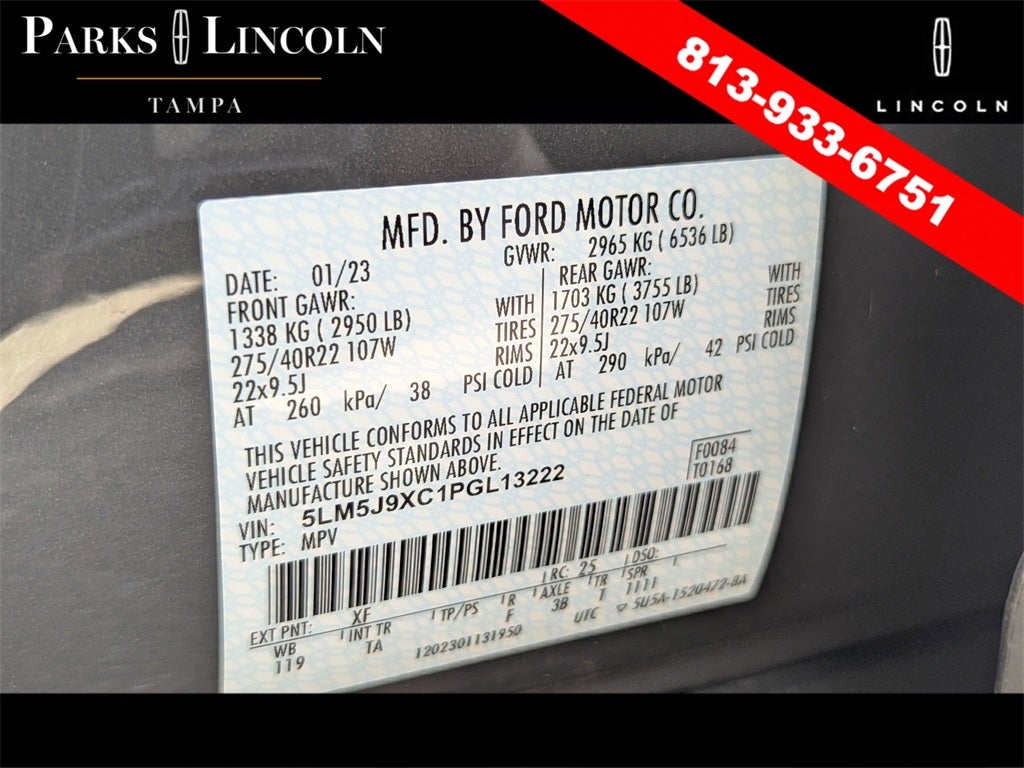 PARKS LINCOLN
TAMPA
LINCOLN
813-933-6751
MFD. BY FORD MOTOR CO.
DATE: 01/23
GVWR: 2965 KG ( 6536 LB)
FRONT GAWR:
1338 KG ( 2950 LB) WITH
275/40R22 107W TIRES
22x9.5J RIMS
AT 260 kPa/ 38 PSI COLD
REAR GAWR: WITH
1703 KG ( 3755 LB) TIRES
275/40R22 107W RIMS
22x9.5J
AT 290 kPa/ 42 PSI COLD
THIS VEHICLE CONFORMS TO ALL APPLICABLE FEDERAL MOTOR
VEHICLE SAFETY STANDARDS IN EFFECT ON THE DATE OF
MANUFACTURE SHOWN ABOVE.
F0084
T0168
VIN: 5LM5J9XC1PGL13222
TYPE: MPV
EXT PNT: XF RC: 25 DSO:
WB INT TR TP/PS R AXLE TR SPR
119 TA F 3B T 1111
1202301131950 UTC ▽ 5U5A-1520472-BA